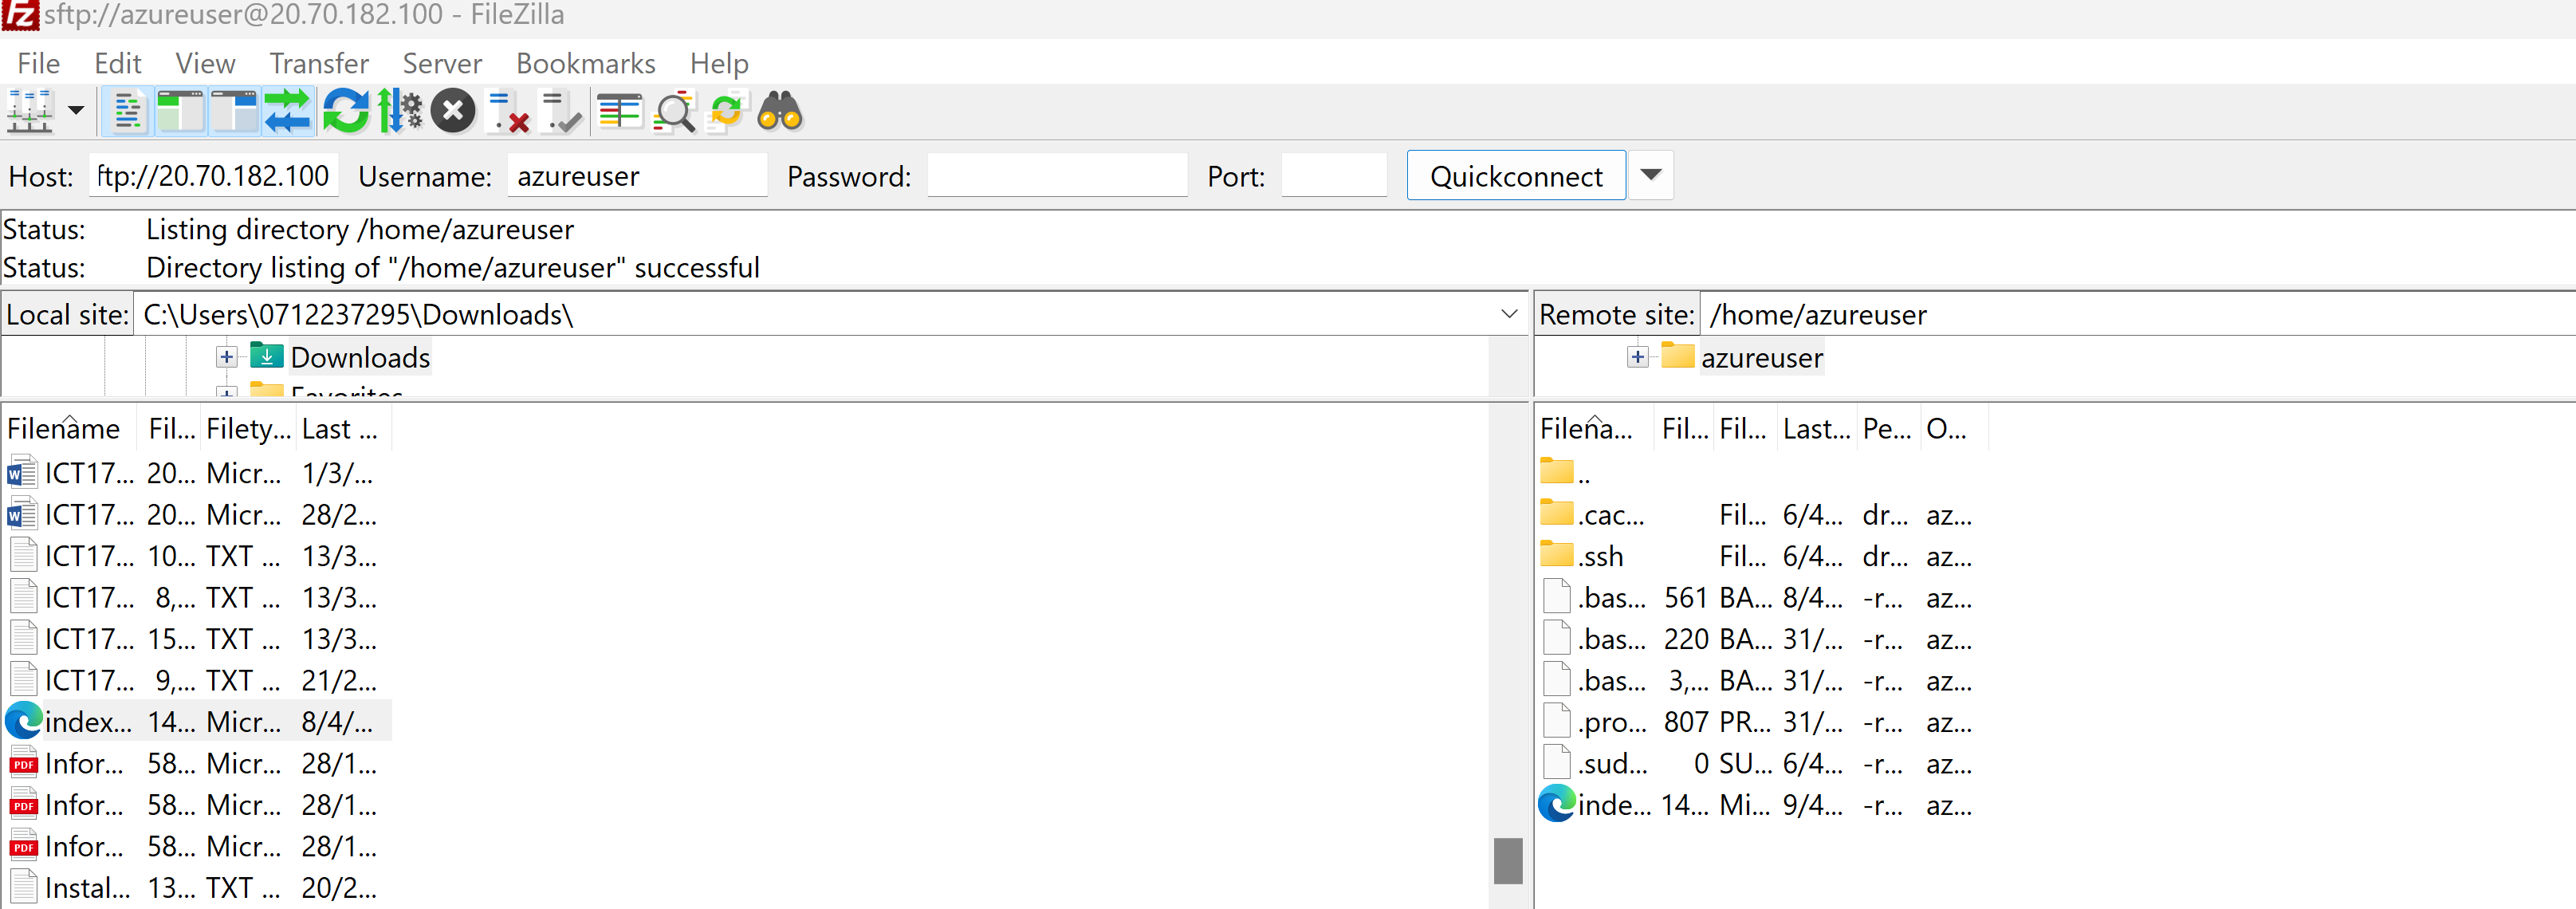 sftp://azureuser@20.70.182.100 - FileZilla
File Edit View Transfer Server Bookmarks Help
Host: ftp://20.70.182.100 Username: azureuser Password: Port: Quickconnect
Status: Listing directory /home/azureuser
Status: Directory listing of "/home/azureuser" successful
Local site: C:\Users\0712237295\Downloads\
Downloads
Favorites
Filename Fil... Filety... Last ...
ICT17... 20... Micr... 1/3/...
ICT17... 20... Micr... 28/2...
ICT17... 10... TXT ... 13/3...
ICT17... 8,... TXT ... 13/3...
ICT17... 15... TXT ... 13/3...
ICT17... 9,... TXT ... 21/2...
index... 14... Micr... 8/4/...
Infor... 58... Micr... 28/1...
Infor... 58... Micr... 28/1...
Infor... 58... Micr... 28/1...
Instal... 13... TXT ... 20/2...
Remote site: /home/azureuser
azureuser
Filena... Fil... Fil... Last... Pe... O...
..
.cac... Fil... 6/4... dr... az...
.ssh Fil... 6/4... dr... az...
.bas... 561 BA... 8/4... -r... az...
.bas... 220 BA... 31/... -r... az...
.bas... 3,... BA... 31/... -r... az...
.pro... 807 PR... 31/... -r... az...
.sud... 0 SU... 6/4... -r... az...
inde... 14... Mi... 9/4... -r... az...